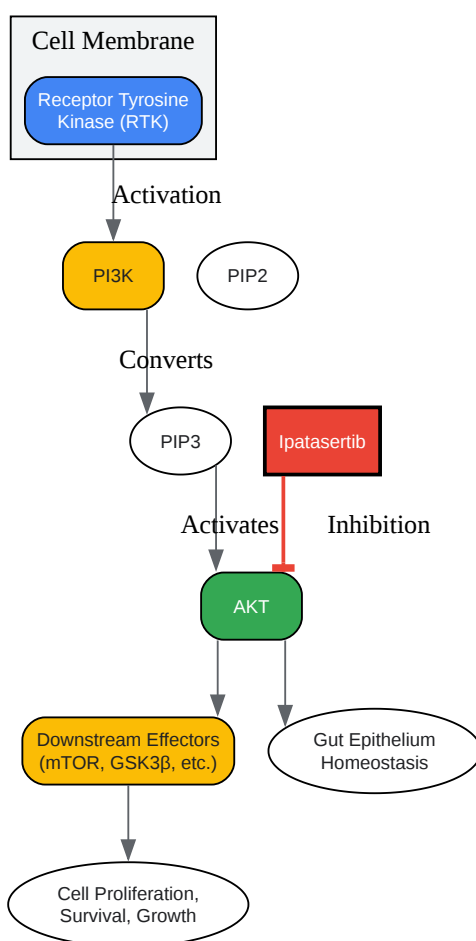 Cell Membrane
Receptor Tyrosine
Kinase (RTK)
Activation
PI3K
PIP2
Converts
PIP3
Ipatasertib
Activates
Inhibition
AKT
Downstream Effectors
(mTOR, GSK3β, etc.)
Gut Epithelium
Homeostasis
Cell Proliferation,
Survival, Growth